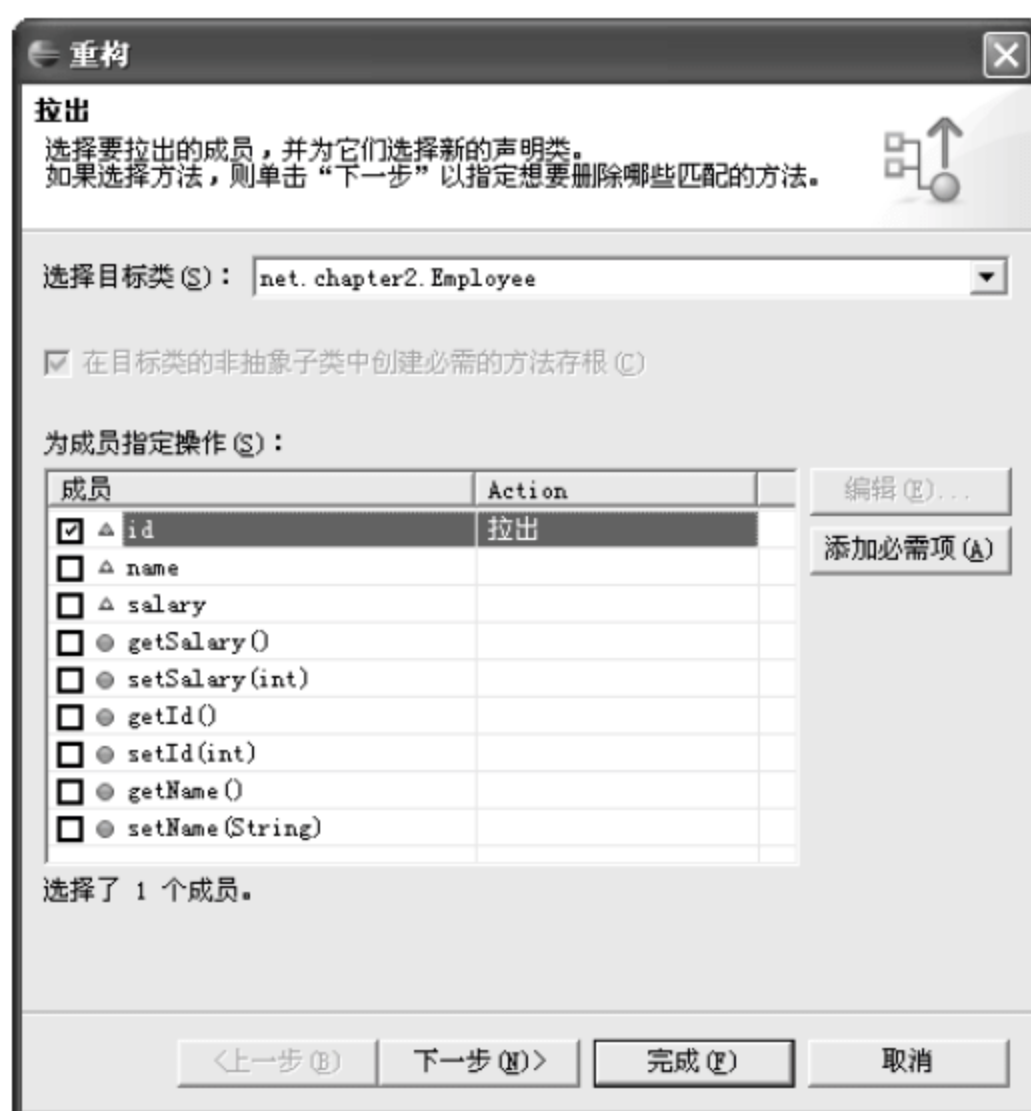 重构
拉出
选择要拉出的成员，并为它们选择新的声明类。
如果选择方法，则单击“下一步”以指定想要删除哪些匹配的方法。
选择目标类(S)： net.chapter2.Employee
在目标类的非抽象子类中创建必需的方法存根(C)
为成员指定操作(S)：
成员 Action
id 拉出
name
salary
getSalary()
setSalary(int)
getId()
setId(int)
getName()
setName(String)
编辑(E)...
添加必需项(A)
选择了 1 个成员。
<上一步(B) 下一步(N)> 完成(F) 取消